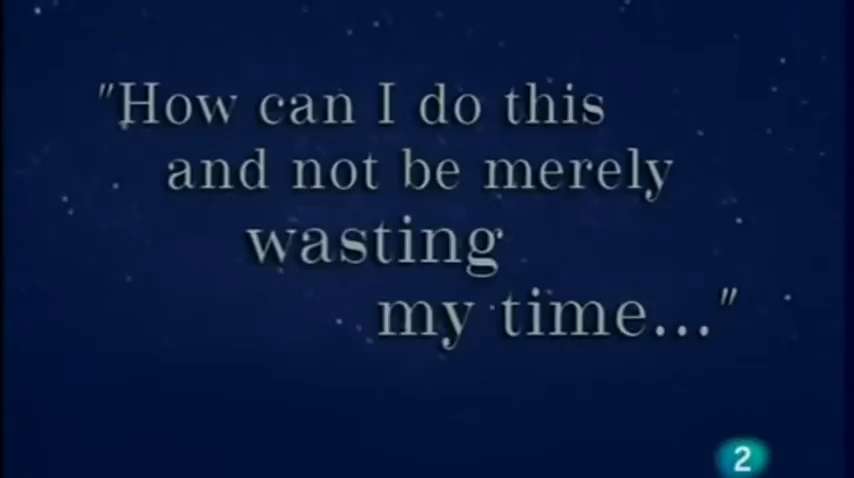 "How can I do this
and not be merely
wasting
my time..."
2